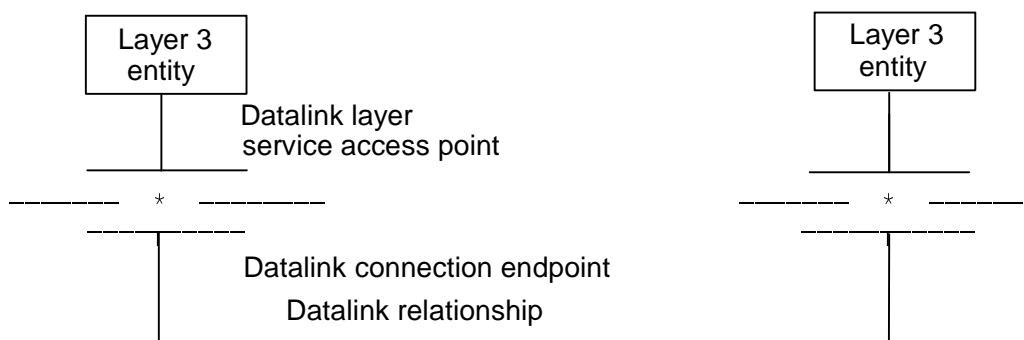 Layer 3
entity
Layer 3
entity
Datalink layer
service access point
*
*
Datalink connection endpoint
Datalink relationship